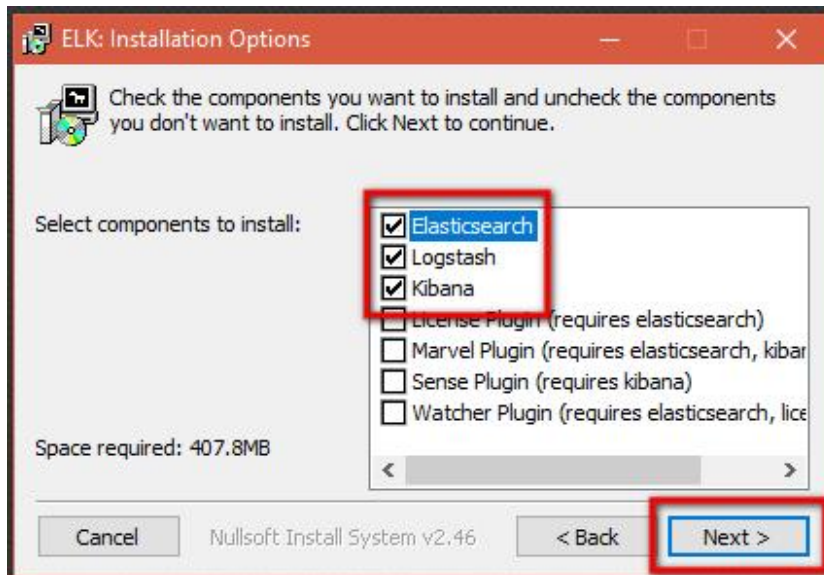 ELK: Installation Options
Check the components you want to install and uncheck the components
you don't want to install. Click Next to continue.
Select components to install:
Elasticsearch
Logstash
Kibana
License Plugin (requires elasticsearch)
Marvel Plugin (requires elasticsearch, kibar
Sense Plugin (requires kibana)
Watcher Plugin (requires elasticsearch, lice
Space required: 407.8MB
Cancel
Nullsoft Install System v2.46
< Back
Next >